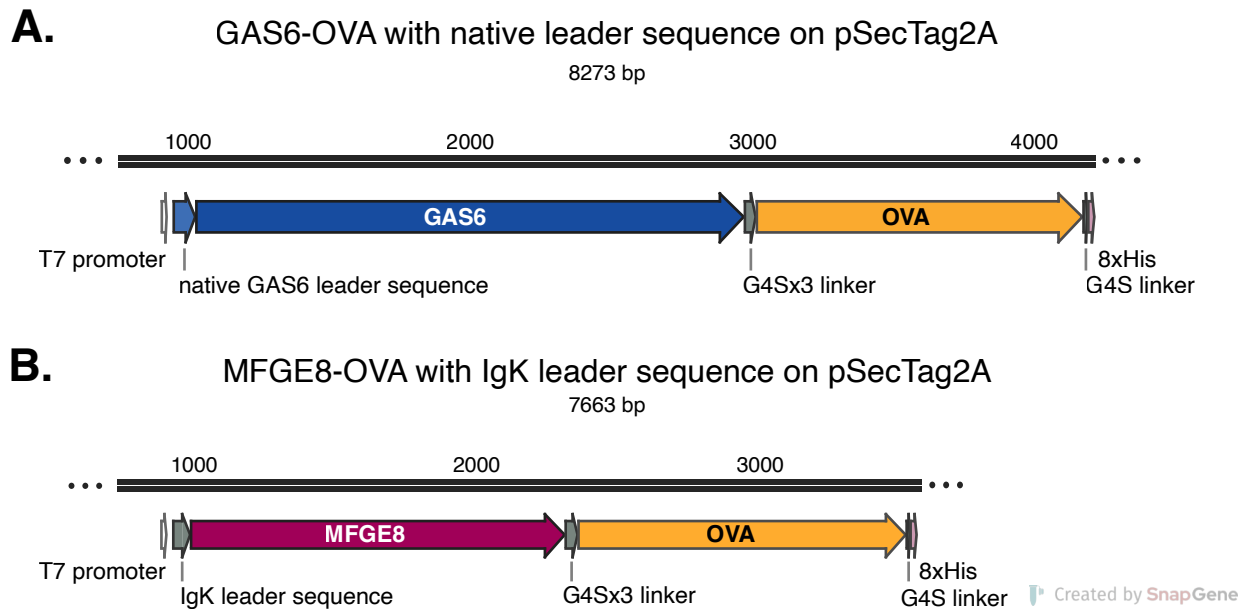 A.
GAS6-OVA with native leader sequence on pSecTag2A
8273 bp
1000 2000 3000 4000
GAS6 OVA
T7 promoter 8xHis
native GAS6 leader sequence G4Sx3 linker G4S linker
B.
MFGE8-OVA with IgK leader sequence on pSecTag2A
7663 bp
1000 2000 3000
MFGE8 OVA
T7 promoter 8xHis
IgK leader sequence G4Sx3 linker G4S linker
Created by SnapGene